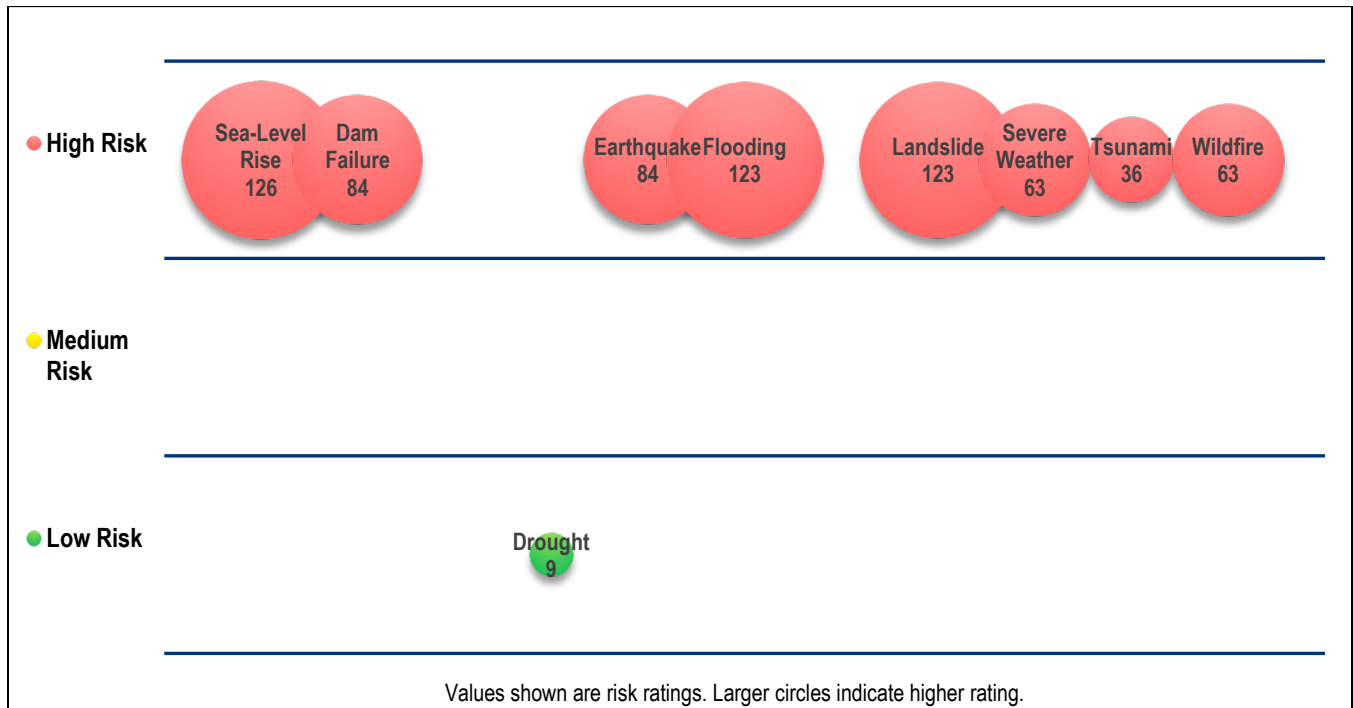 High Risk
Sea-Level
Rise
126
Dam
Failure
84
Earthquake
84
Flooding
123
Landslide
123
Severe
Weather
63
Tsunami
36
Wildfire
63
Medium
Risk
Low Risk
Drought
9
Values shown are risk ratings. Larger circles indicate higher rating.